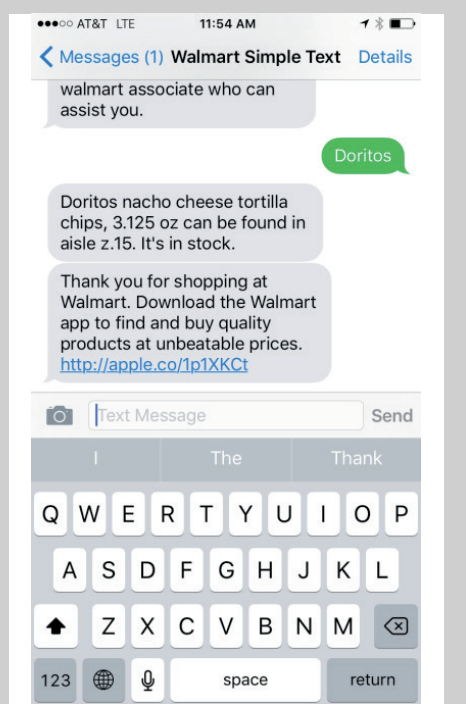 AT&T LTE 11:54 AM
Messages (1) Walmart Simple Text Details
walmart associate who can
assist you.
Doritos
Doritos nacho cheese tortilla
chips, 3.125 oz can be found in
aisle z.15. It's in stock.
Thank you for shopping at
Walmart. Download the Walmart
app to find and buy quality
products at unbeatable prices.
http://apple.co/1p1XKCt
Text Message Send
I The Thank
Q W E R T Y U I O P
A S D F G H J K L
Z X C V B N M
123 space return